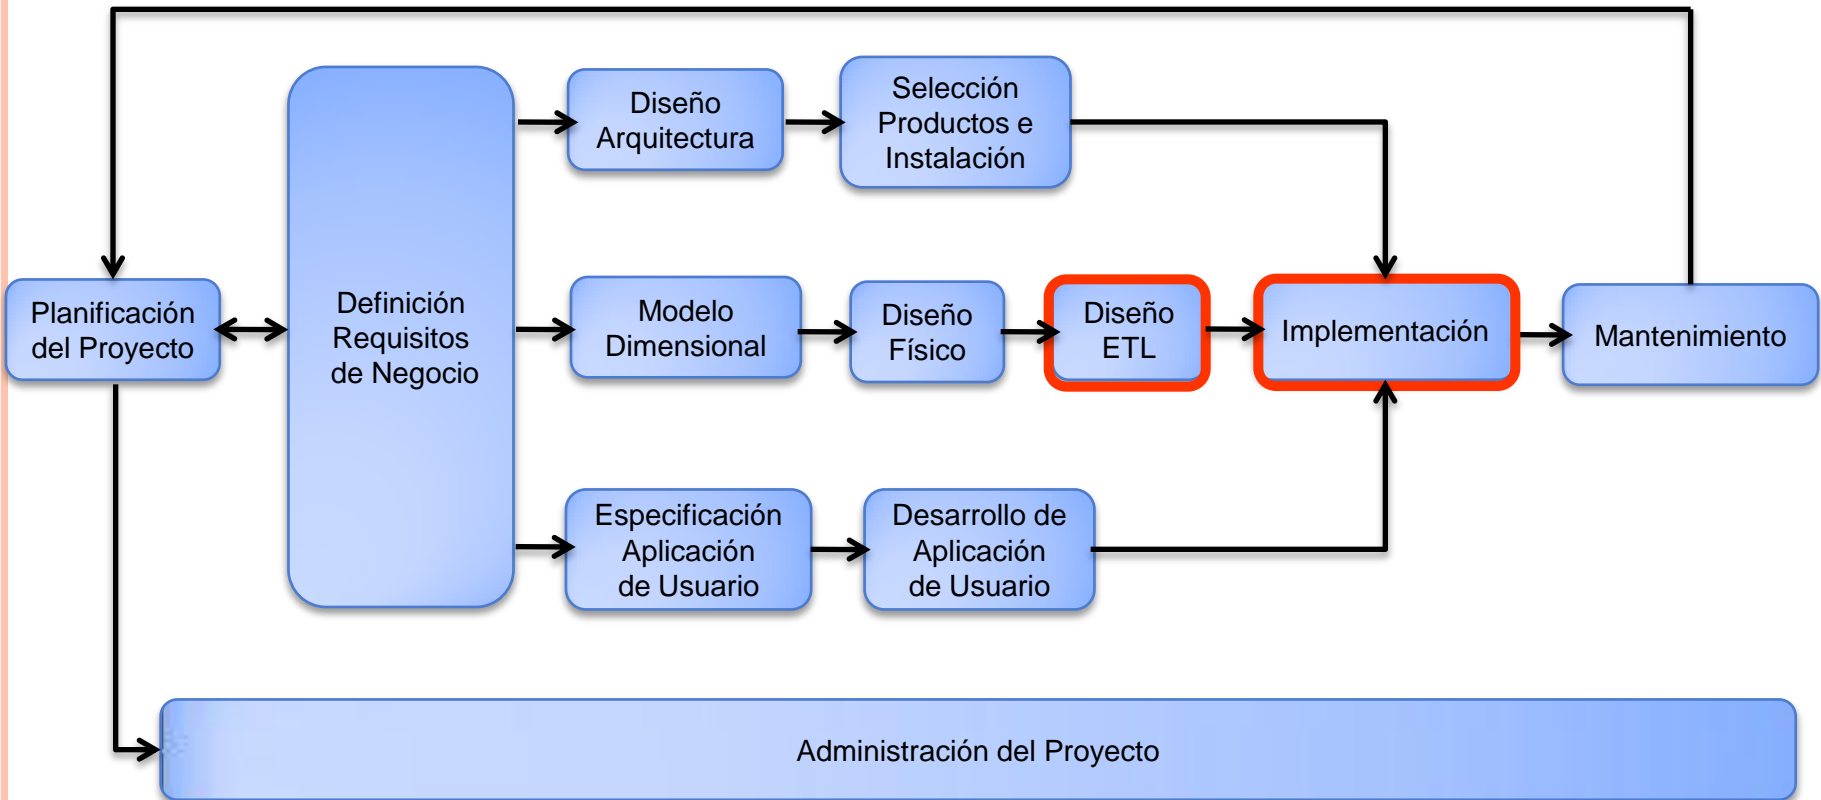 Diseño
Arquitectura
Selección
Productos e
Instalación
Planificación
del Proyecto
Definición
Requisitos
de Negocio
Modelo
Dimensional
Diseño
Físico
Diseño
ETL
Implementación
Mantenimiento
Especificación
Aplicación
de Usuario
Desarrollo de
Aplicación
de Usuario
Administración del Proyecto